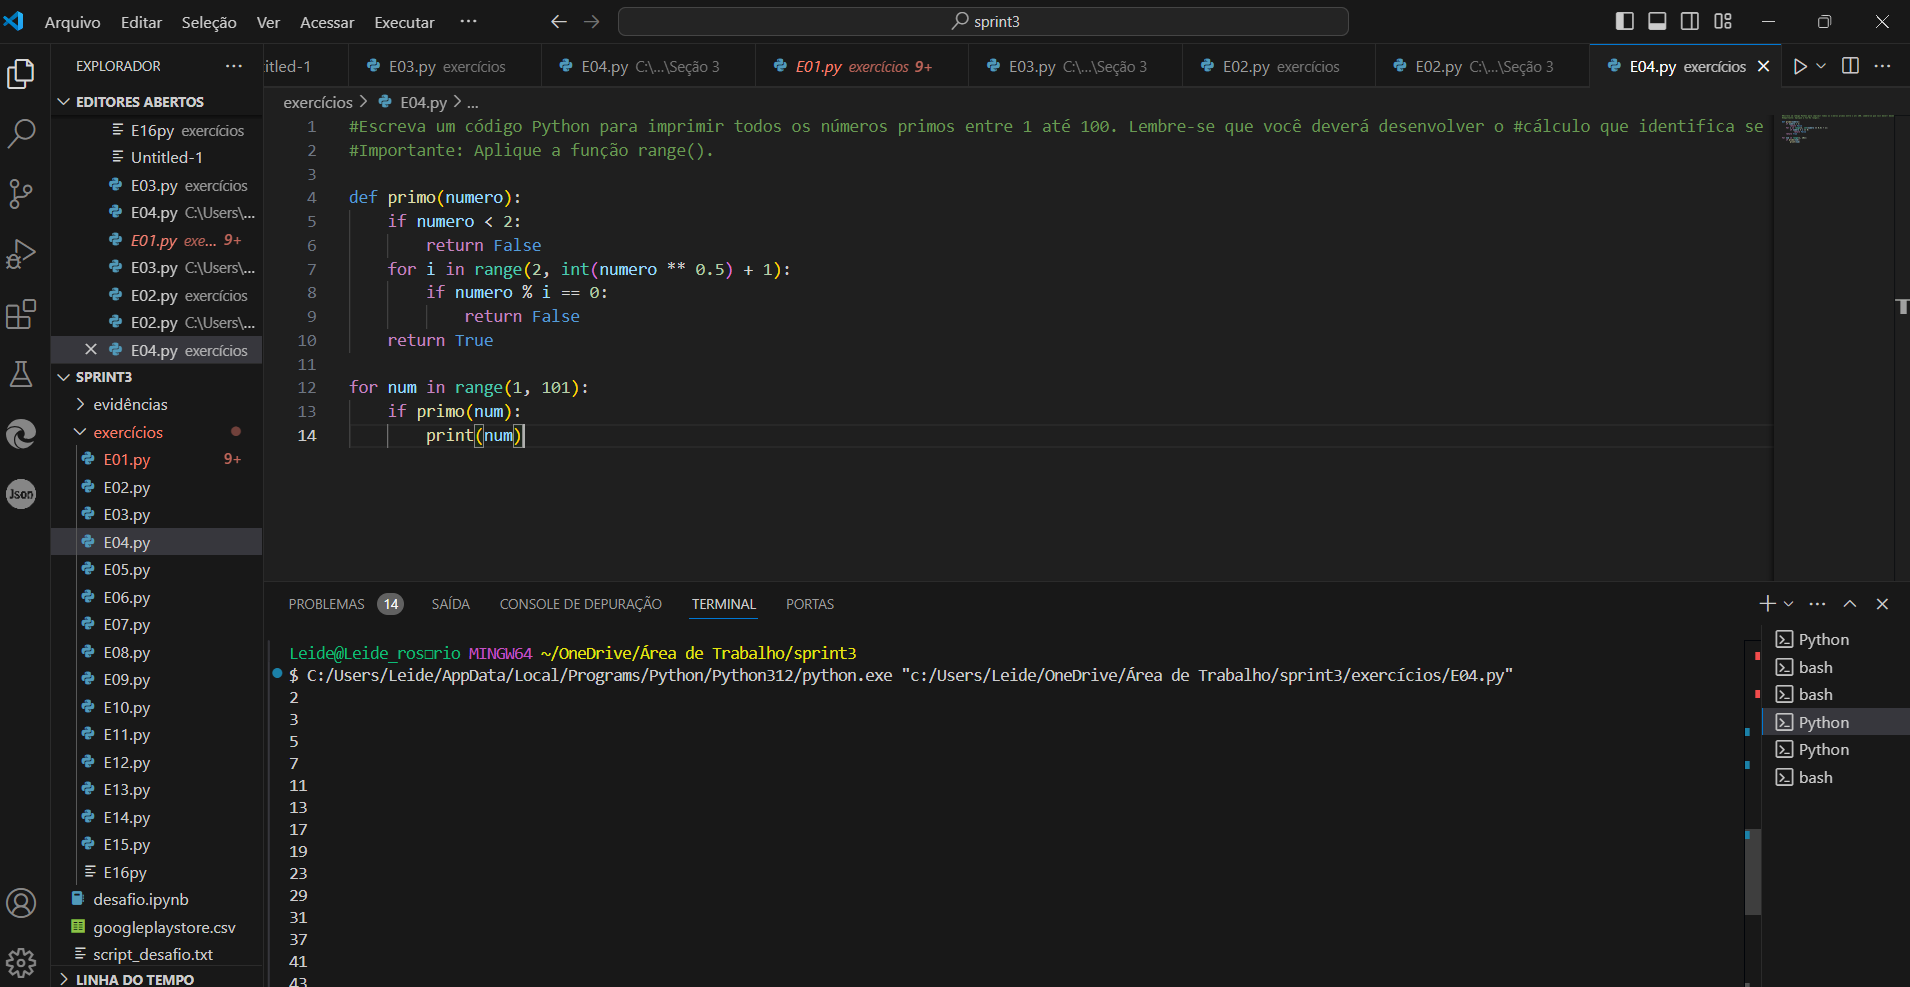 Arquivo Editar Seleção Ver Acessar Executar ··· sprint3
EXPLORADOR ···
EDITORES ABERTOS
E16py exercícios
Untitled-1
E03.py exercícios
E04.py C:\Users\...
E01.py exe... 9+
E03.py C:\Users\...
E02.py exercícios
E02.py C:\Users\...
E04.py exercícios
SPRINT3
evidências
exercícios
E01.py 9+
E02.py
E03.py
E04.py
E05.py
E06.py
E07.py
E08.py
E09.py
E10.py
E11.py
E12.py
E13.py
E14.py
E15.py
E16py
desafio.ipynb
googleplaystore.csv
script_desafio.txt
LINHA DO TEMPO
Json
itled-1 E03.py exercícios E04.py C:\...\Seção 3 E01.py exercícios 9+ E03.py C:\...\Seção 3 E02.py exercícios E02.py C:\...\Seção 3 E04.py exercícios
exercícios > E04.py > ...
1 #Escreva um código Python para imprimir todos os números primos entre 1 até 100. Lembre-se que você deverá desenvolver o #cálculo que identifica se
2 #Importante: Aplique a função range().
3
4 def primo(numero):
5 if numero < 2:
6 return False
7 for i in range(2, int(numero ** 0.5) + 1):
8 if numero % i == 0:
9 return False
10 return True
11
12 for num in range(1, 101):
13 if primo(num):
14 print(num)
PROBLEMAS 14 SAÍDA CONSOLE DE DEPURAÇÃO TERMINAL PORTAS
Leide@Leide_ros□rio MINGW64 ~/OneDrive/Área de Trabalho/sprint3
$ C:/Users/Leide/AppData/Local/Programs/Python/Python312/python.exe "c:/Users/Leide/OneDrive/Área de Trabalho/sprint3/exercícios/E04.py"
2
3
5
7
11
13
17
19
23
29
31
37
41
43
Python
bash
bash
Python
Python
bash